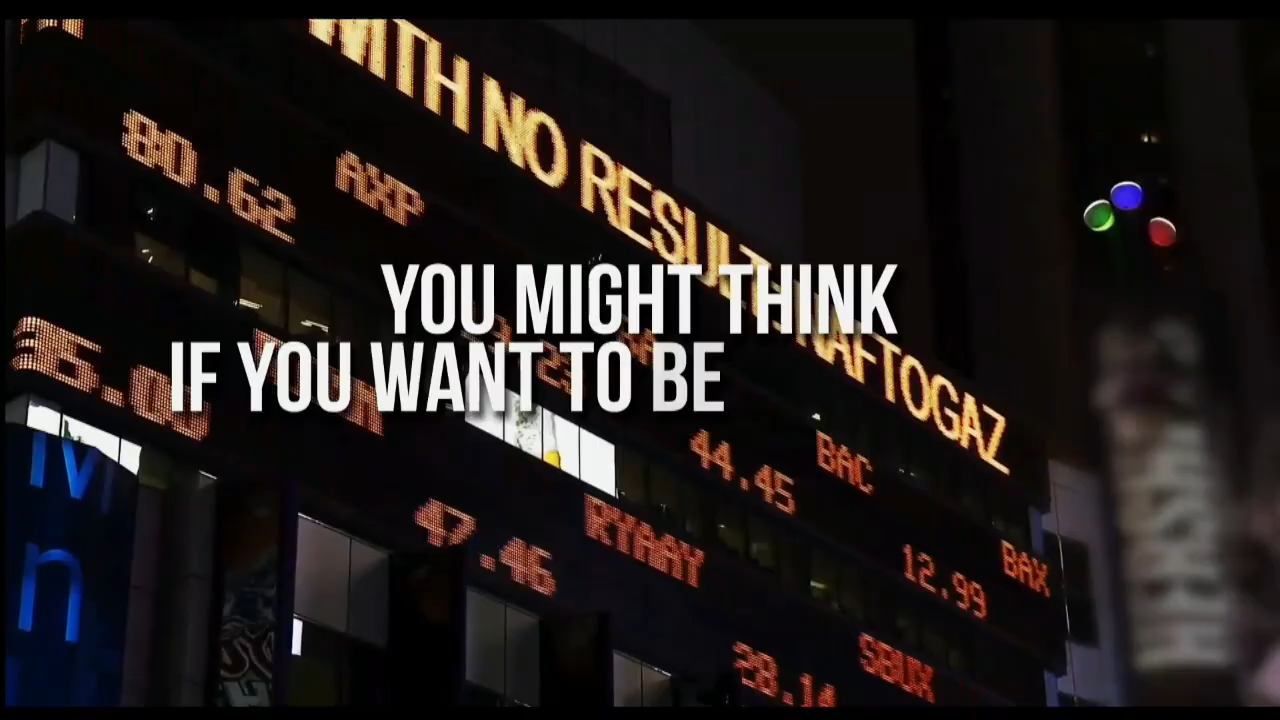 WITH NO RESULT NAFTOGAZ
80.62
AXP
YOU MIGHT THINK
IF YOU WANT TO BE
44.45
BAC
47.46
RYAAY
12.99
BAX
28.14
SBUX